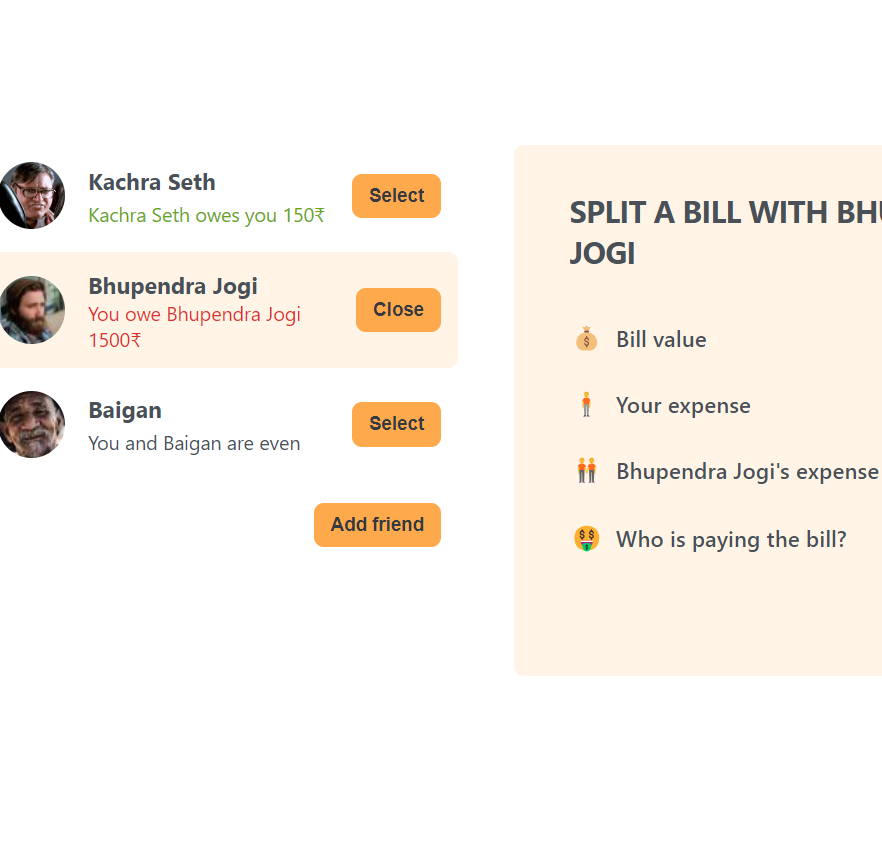 Kachra Seth
Kachra Seth owes you 150₹
Select
Bhupendra Jogi
You owe Bhupendra Jogi
1500₹
Close
Baigan
You and Baigan are even
Select
Add friend
SPLIT A BILL WITH
JOGI
💰 Bill value
🧍 Your expense
🧑‍🤝‍🧑 Bhupendra Jogi's expense
🤑 Who is paying the bill?